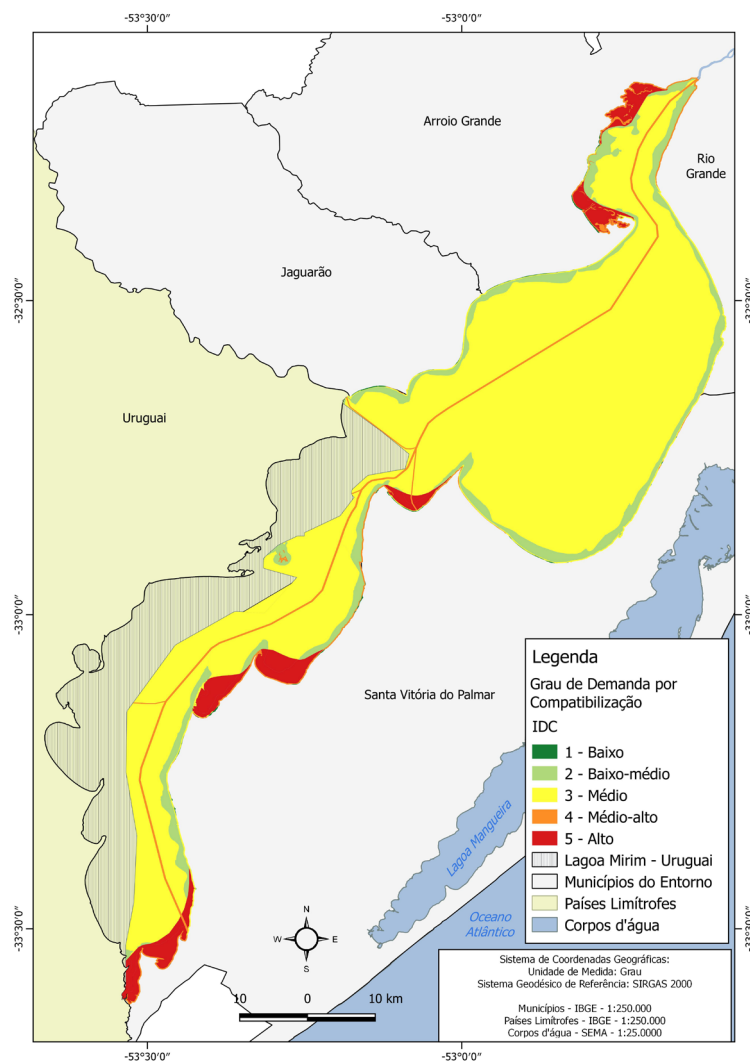 -53°30'0"
-53°0'0"
Arroio Grande
Rio
Grande
Jaguarão
-32°30'0"
-32°30'0"
Uruguai
-33°0'0"
-33°0'0"
Santa Vitória do Palmar
Lagoa Mangueira
Oceano
Atlântico
-33°30'0"
-33°30'0"
N
W
E
S
10
0
10 km
Legenda
Grau de Demanda por
Compatibilização
IDC
1 - Baixo
2 - Baixo-médio
3 - Médio
4 - Médio-alto
5 - Alto
Lagoa Mirim - Uruguai
Municípios do Entorno
Países Limítrofes
Corpos d'água
Sistema de Coordenadas Geográficas:
Unidade de Medida: Grau
Sistema Geodésico de Referência: SIRGAS 2000
Municípios - IBGE - 1:250.000
Países Limítrofes - IBGE - 1:250.000
Corpos d'água - SEMA - 1:25.0000
-53°30'0"
-53°0'0"